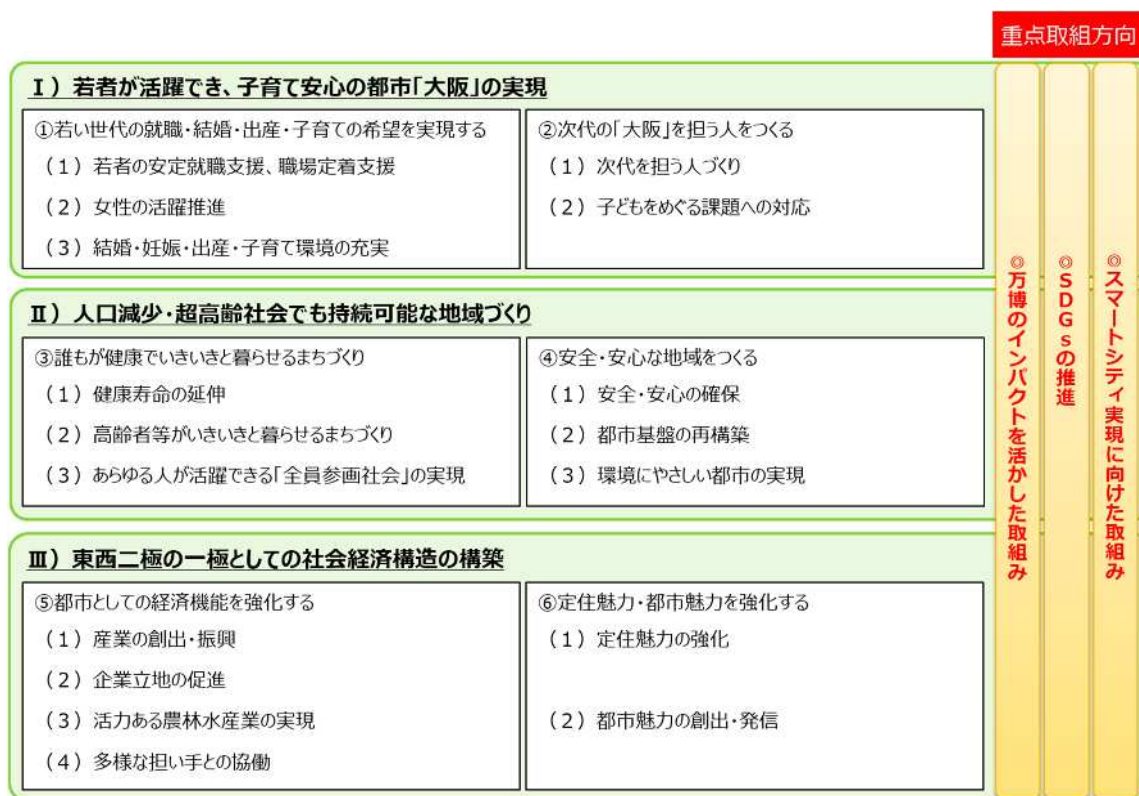 重点取組方向
Ⅰ）若者が活躍でき、子育て安心の都市「大阪」の実現
①若い世代の就職・結婚・出産・子育ての希望を実現する
（１）若者の安定就職支援、職場定着支援
（２）女性の活躍推進
（３）結婚・妊娠・出産・子育て環境の充実
②次代の「大阪」を担う人をつくる
（１）次代を担う人づくり
（２）子どもをめぐる課題への対応
Ⅱ）人口減少・超高齢社会でも持続可能な地域づくり
③誰もが健康でいきいきと暮らせるまちづくり
（１）健康寿命の延伸
（２）高齢者等がいきいきと暮らせるまちづくり
（３）あらゆる人が活躍できる「全員参画社会」の実現
④安全・安心な地域をつくる
（１）安全・安心の確保
（２）都市基盤の再構築
（３）環境にやさしい都市の実現
Ⅲ）東西二極の一極としての社会経済構造の構築
⑤都市としての経済機能を強化する
（１）産業の創出・振興
（２）企業立地の促進
（３）活力ある農林水産業の実現
（４）多様な担い手との協働
⑥定住魅力・都市魅力を強化する
（１）定住魅力の強化
（２）都市魅力の創出・発信
◎スマートシティ実現に向けた取組み
◎ＳＤＧｓの推進
◎万博のインパクトを活かした取組み